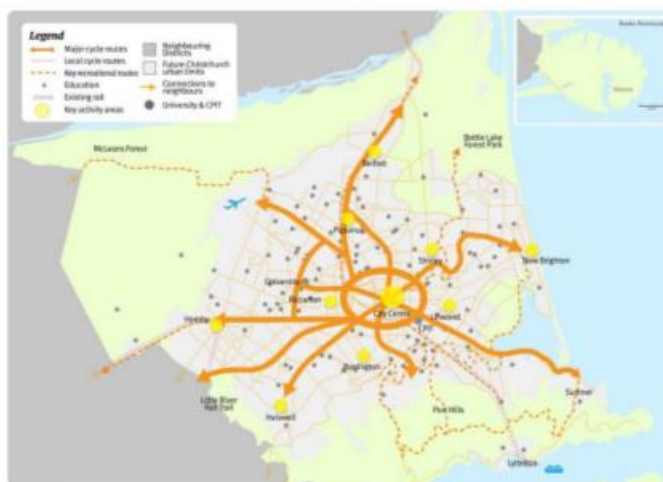 Legend
Major cycle routes
Local cycle routes
Key recreational routes
Education
Existing rail
Key activity areas
Neighbouring
Districts
Future Christchurch
urban limits
Connections to
neighbours
University & CPIT
McLeans Forest
Bottle Lake
Forest Park
Belfast
Papanui
Shirley
New Brighton
University
Riccarton
City Centre
Linwood
CPIT
Hornby
Barrington
Little River
Rail Trail
Halswell
Port Hills
Sumner
Lyttelton